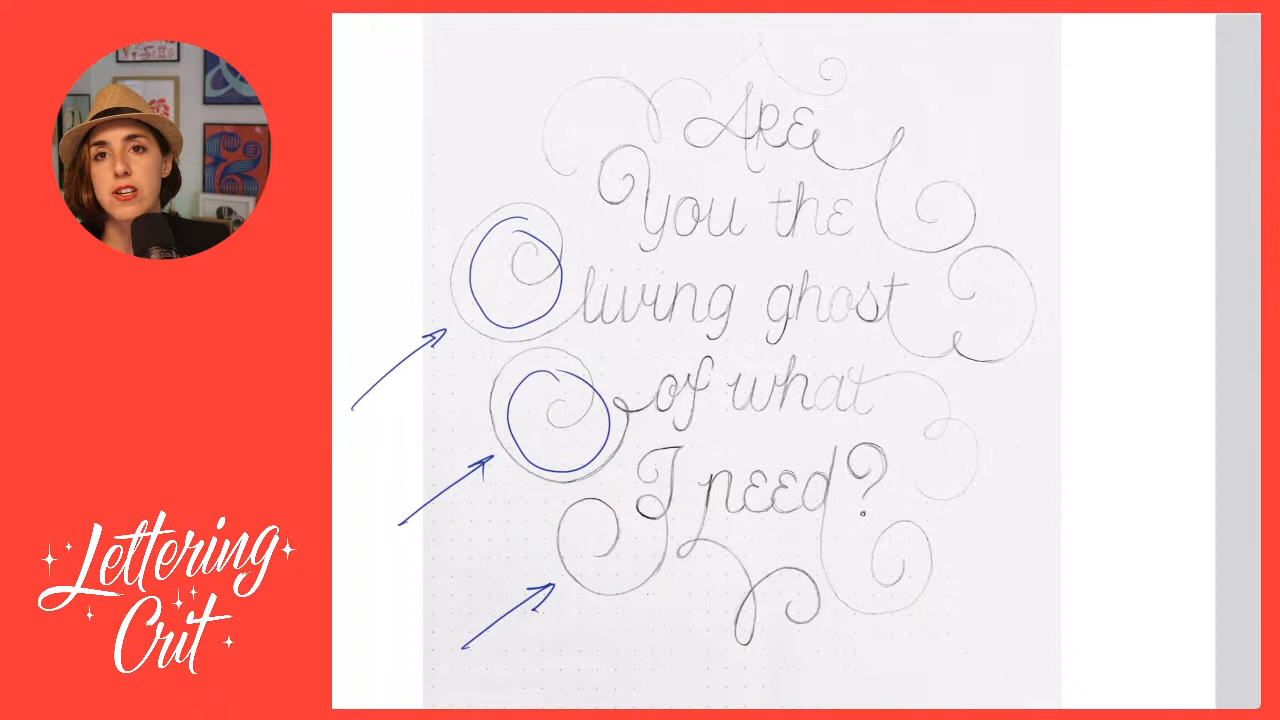 Are
You the
living ghost
of what
I need?
Lettering
Crit